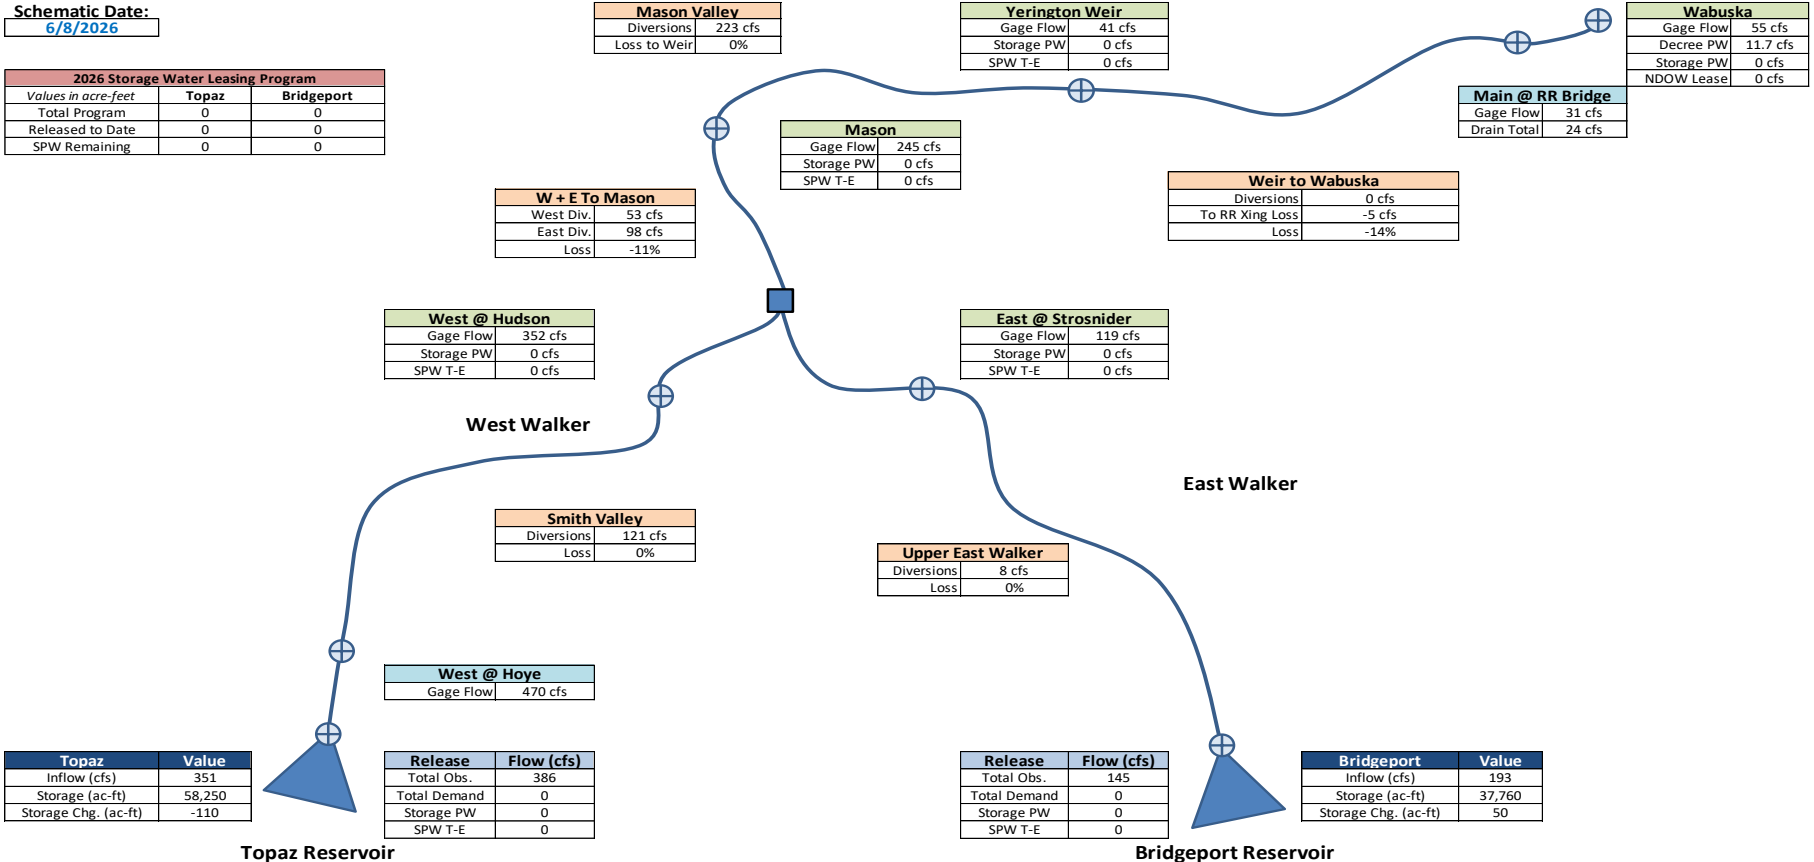 Schematic Date:
6/8/2026
2026 Storage Water Leasing Program
Values in acre-feet Topaz Bridgeport
Total Program 0 0
Released to Date 0 0
SPW Remaining 0 0
Mason Valley
Diversions 223 cfs
Loss to Weir 0%
Yerington Weir
Gage Flow 41 cfs
Storage PW 0 cfs
SPW T-E 0 cfs
Wabuska
Gage Flow 55 cfs
Decree PW 11.7 cfs
Storage PW 0 cfs
NDOW Lease 0 cfs
Main @ RR Bridge
Gage Flow 31 cfs
Drain Total 24 cfs
Mason
Gage Flow 245 cfs
Storage PW 0 cfs
SPW T-E 0 cfs
Weir to Wabuska
Diversions 0 cfs
To RR Xing Loss -5 cfs
Loss -14%
W + E To Mason
West Div. 53 cfs
East Div. 98 cfs
Loss -11%
West @ Hudson
Gage Flow 352 cfs
Storage PW 0 cfs
SPW T-E 0 cfs
East @ Strosnider
Gage Flow 119 cfs
Storage PW 0 cfs
SPW T-E 0 cfs
West Walker
East Walker
Smith Valley
Diversions 121 cfs
Loss 0%
Upper East Walker
Diversions 8 cfs
Loss 0%
West @ Hoye
Gage Flow 470 cfs
Topaz Value
Inflow (cfs) 351
Storage (ac-ft) 58,250
Storage Chg. (ac-ft) -110
Release Flow (cfs)
Total Obs. 386
Total Demand 0
Storage PW 0
SPW T-E 0
Topaz Reservoir
Release Flow (cfs)
Total Obs. 145
Total Demand 0
Storage PW 0
SPW T-E 0
Bridgeport Value
Inflow (cfs) 193
Storage (ac-ft) 37,760
Storage Chg. (ac-ft) 50
Bridgeport Reservoir